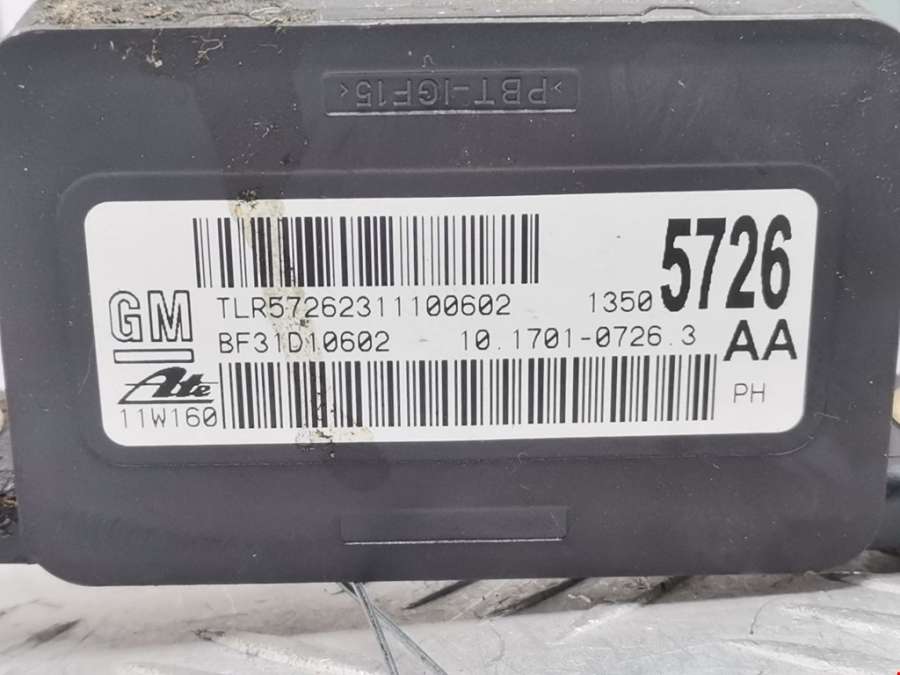 >PBT-IGF15<
TLR57262311100602 1350 5726
GM BF31D10602 10.1701-0726.3 AA
Ate
11W160 PH